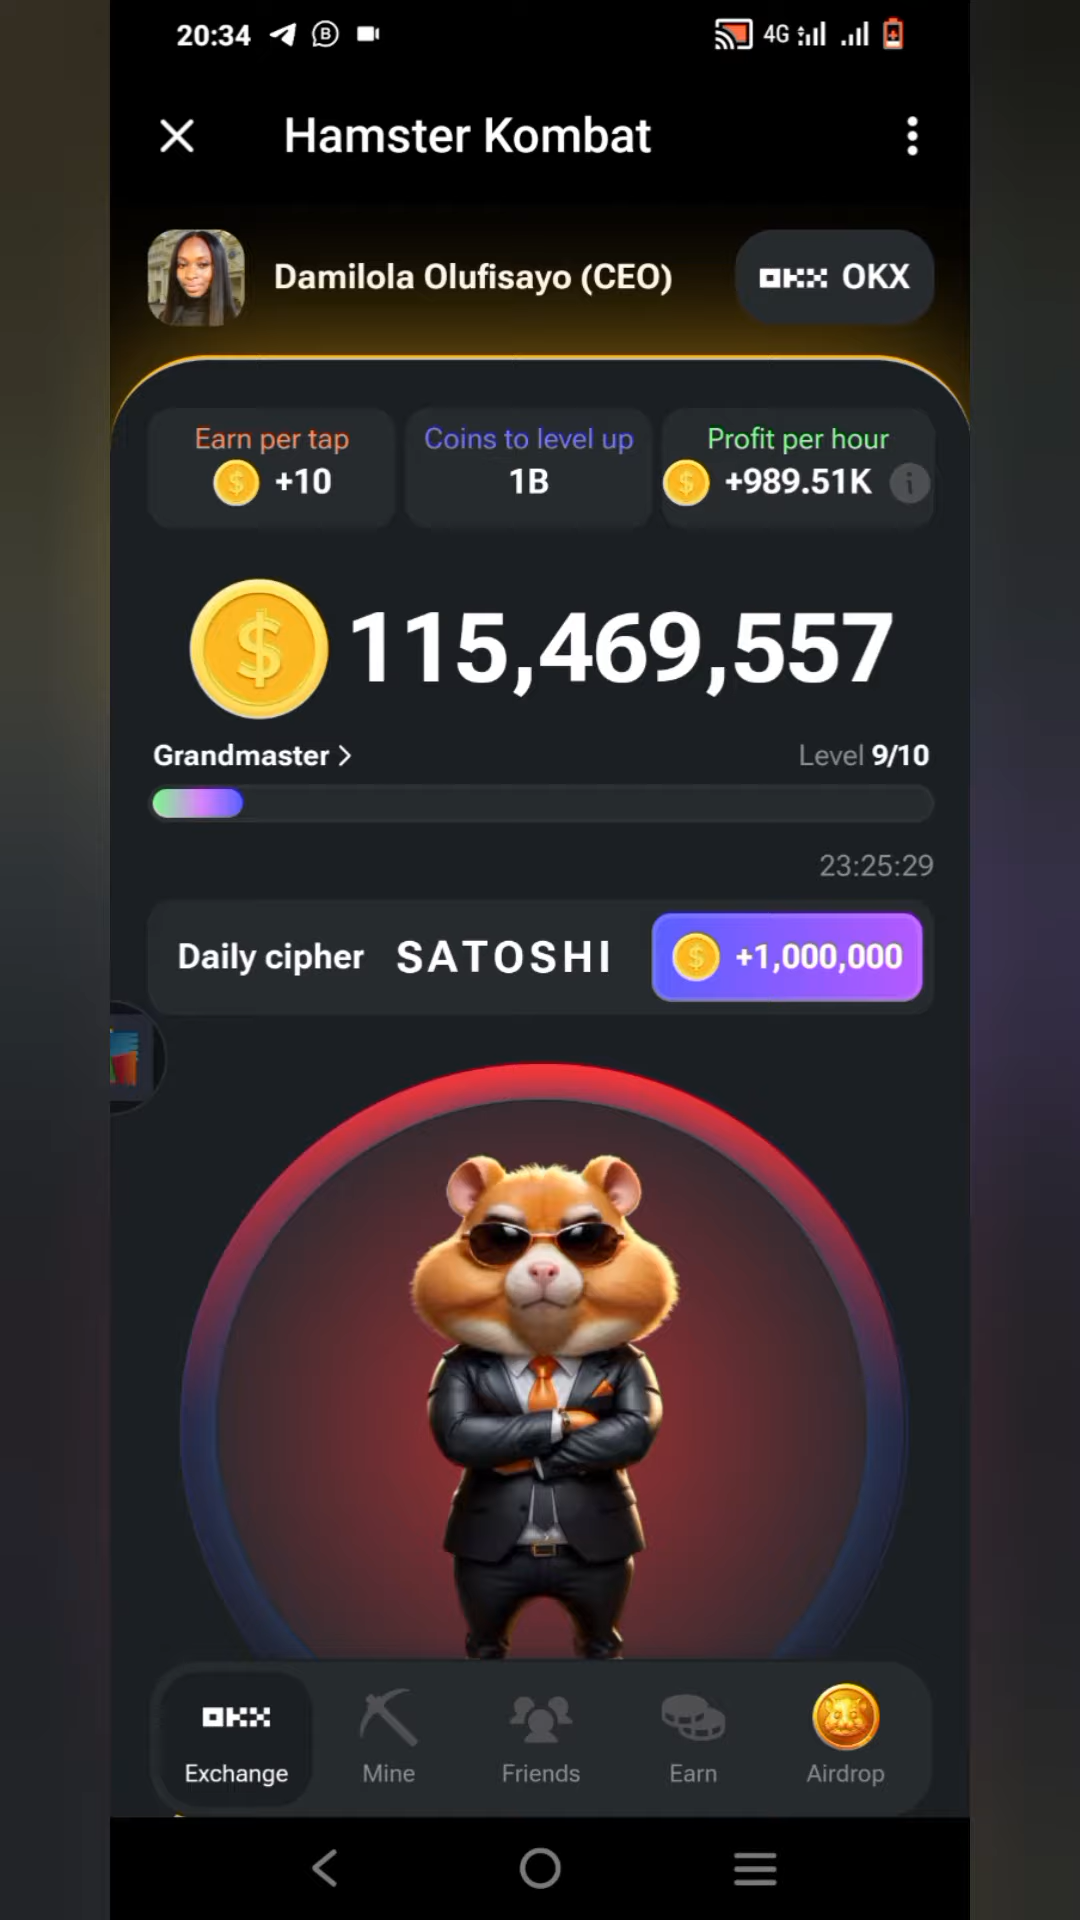 20:34
4G
Hamster Kombat
Damilola Olufisayo (CEO)
OKX OKX
Earn per tap
+10
Coins to level up
1B
Profit per hour
+989.51K
115,469,557
Grandmaster >
Level 9/10
23:25:29
Daily cipher SATOSHI +1,000,000
OKX
Exchange
Mine
Friends
Earn
Airdrop